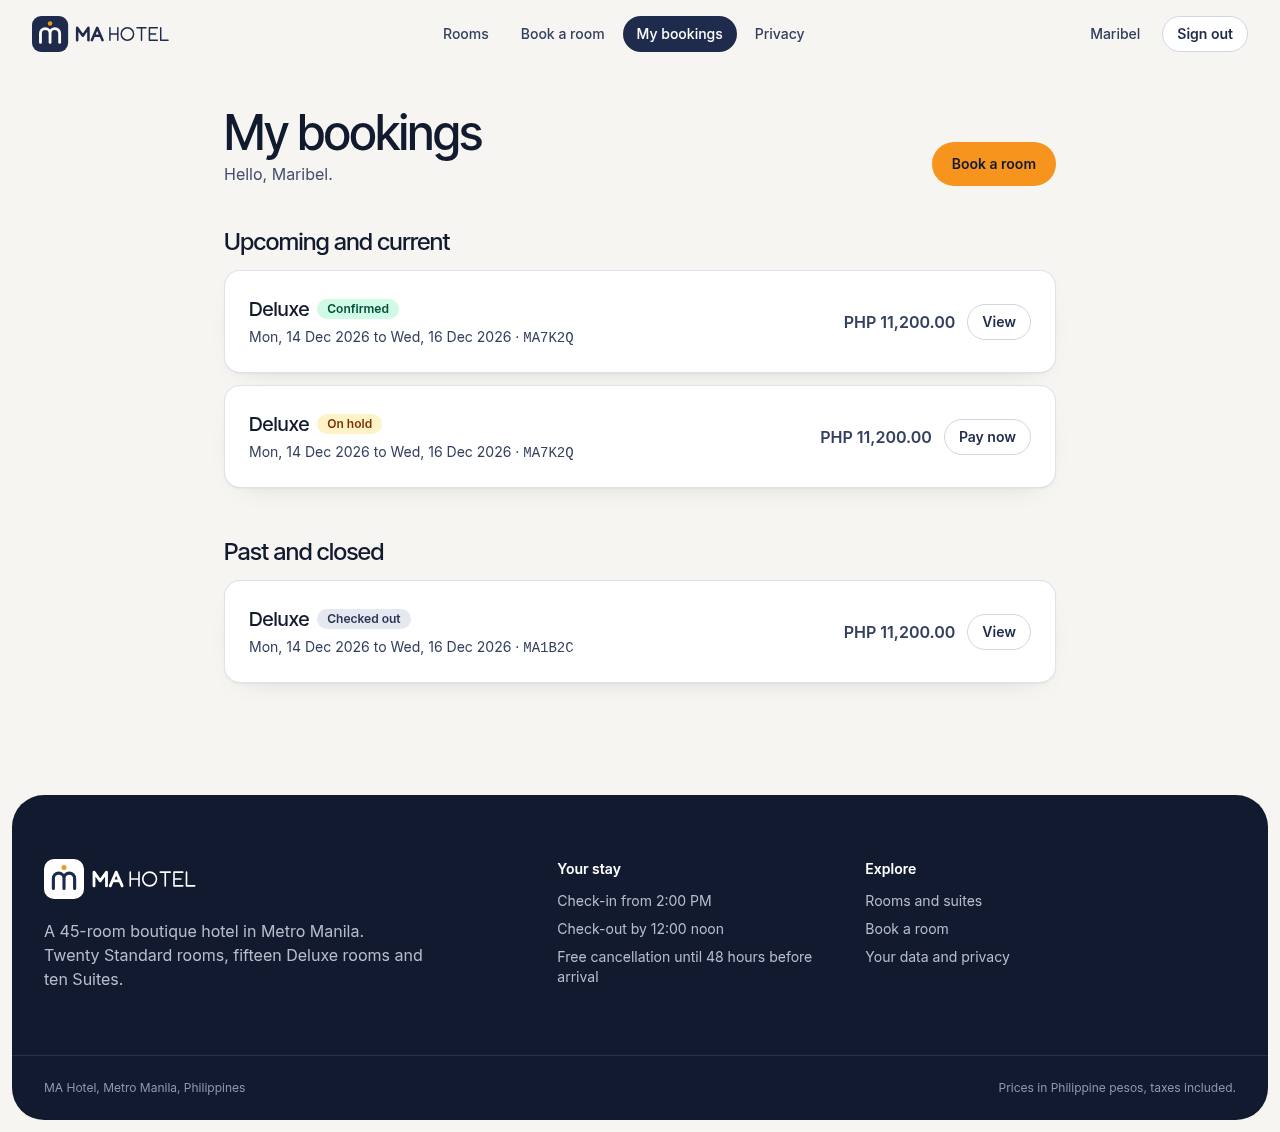 MA HOTEL
Rooms
Book a room
My bookings
Privacy
Maribel
Sign out
My bookings
Hello, Maribel.
Book a room
Upcoming and current
Deluxe Confirmed
Mon, 14 Dec 2026 to Wed, 16 Dec 2026 · MA7K2Q
PHP 11,200.00
View
Deluxe On hold
Mon, 14 Dec 2026 to Wed, 16 Dec 2026 · MA7K2Q
PHP 11,200.00
Pay now
Past and closed
Deluxe Checked out
Mon, 14 Dec 2026 to Wed, 16 Dec 2026 · MA1B2C
PHP 11,200.00
View
MA HOTEL
A 45-room boutique hotel in Metro Manila.
Twenty Standard rooms, fifteen Deluxe rooms and
ten Suites.
Your stay
Check-in from 2:00 PM
Check-out by 12:00 noon
Free cancellation until 48 hours before
arrival
Explore
Rooms and suites
Book a room
Your data and privacy
MA Hotel, Metro Manila, Philippines
Prices in Philippine pesos, taxes included.